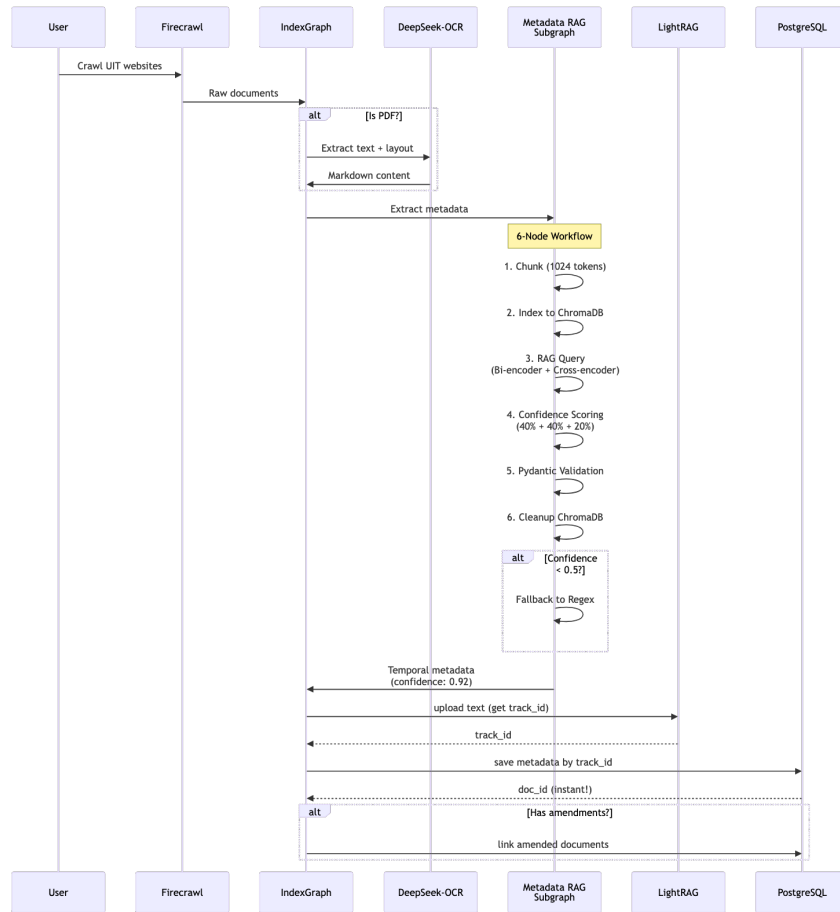 User
Firecrawl
IndexGraph
DeepSeek-OCR
Metadata RAG
Subgraph
LightRAG
PostgreSQL
Crawl UIT websites
Raw documents
alt
[Is PDF?]
Extract text + layout
Markdown content
Extract metadata
6-Node Workflow
1. Chunk (1024 tokens)
2. Index to ChromaDB
3. RAG Query
(Bi-encoder + Cross-encoder)
4. Confidence Scoring
(40% + 40% + 20%)
5. Pydantic Validation
6. Cleanup ChromaDB
alt
[Confidence
< 0.5?]
Fallback to Regex
Temporal metadata
(confidence: 0.92)
upload text (get track_id)
track_id
save metadata by track_id
doc_id (instant!)
alt
[Has amendments?]
link amended documents
User
Firecrawl
IndexGraph
DeepSeek-OCR
Metadata RAG
Subgraph
LightRAG
PostgreSQL